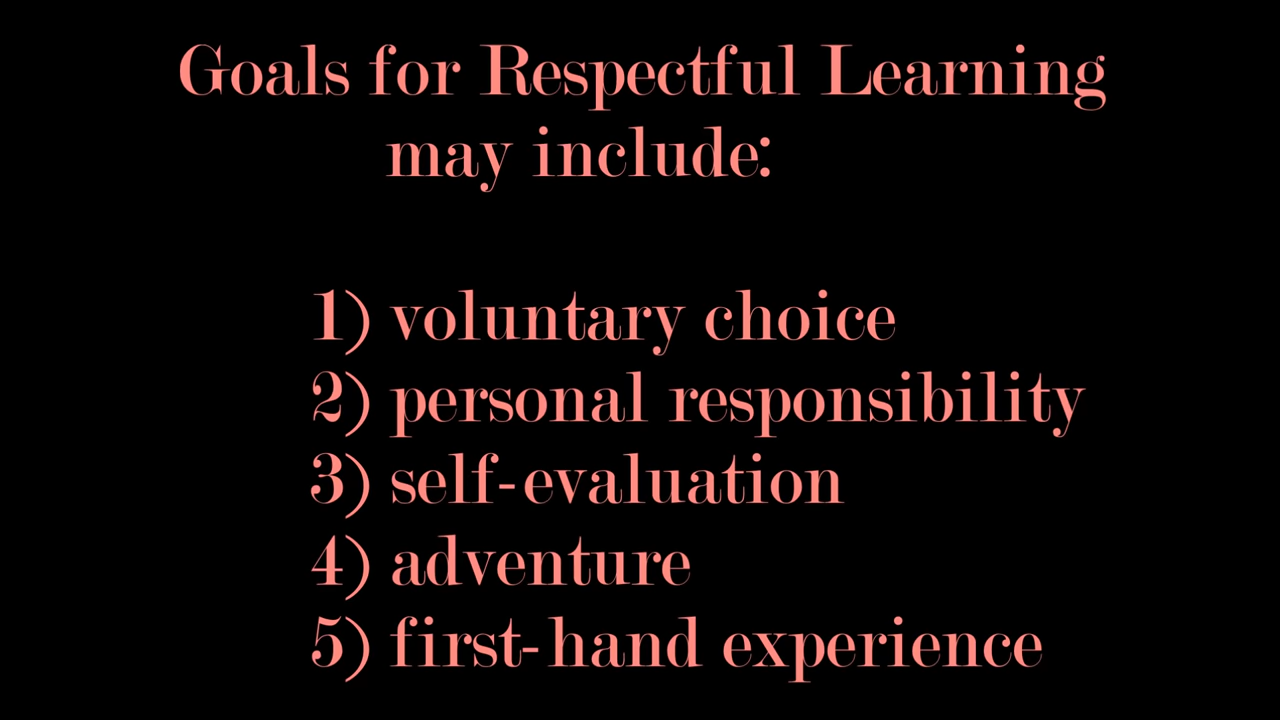 Goals for Respectful Learning
may include:
1) voluntary choice
2) personal responsibility
3) self-evaluation
4) adventure
5) first-hand experience